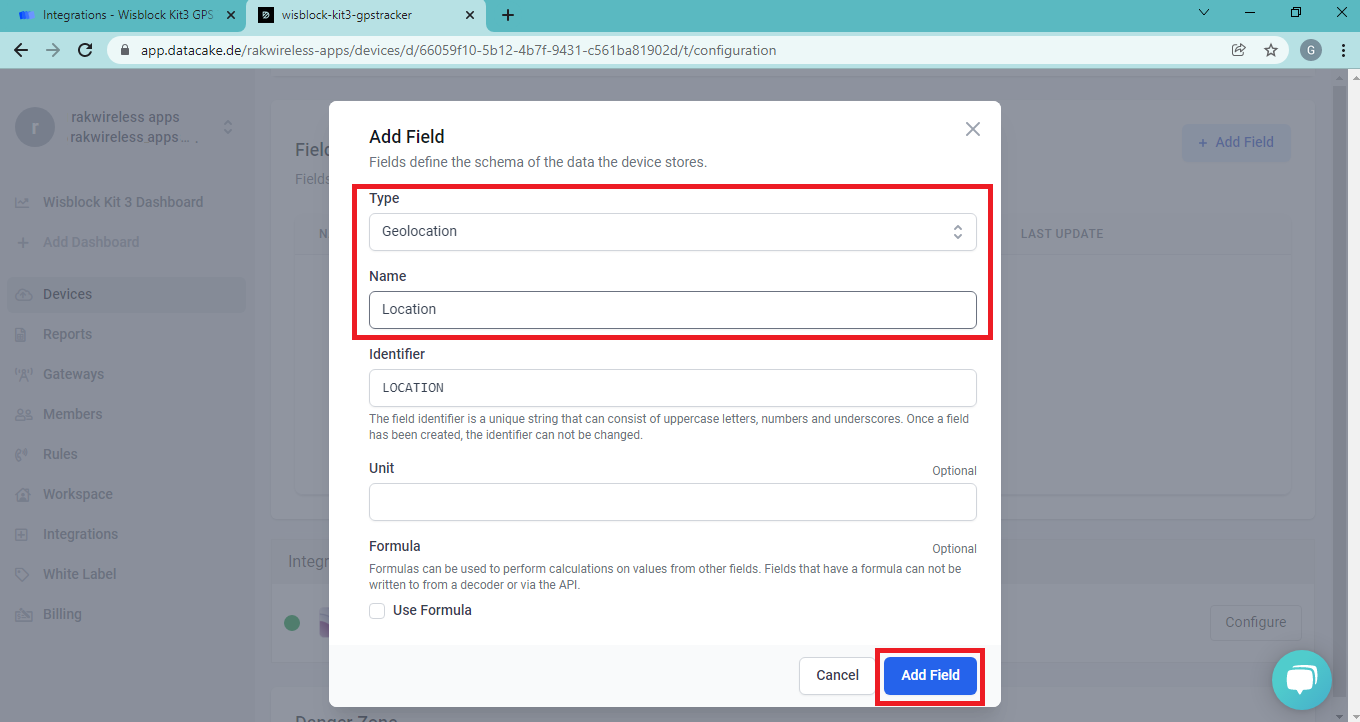 Integrations - Wisblock Kit3 GPS
wisblock-kit3-gpstracker
app.datacake.de/rakwireless-apps/devices/d/66059f10-5b12-4b7f-9431-c561ba81902d/t/configuration
G
r
rakwireless apps
rakwireless apps
Wisblock Kit 3 Dashboard
Add Dashboard
Devices
Reports
Gateways
Members
Rules
Workspace
Integrations
White Label
Billing
Fiel
Fields
+ Add Field
N
LAST UPDATE
Integr
Configure
Danger Zone
Add Field
Fields define the schema of the data the device stores.
Type
Geolocation
Name
Location
Identifier
LOCATION
The field identifier is a unique string that can consist of uppercase letters, numbers and underscores. Once a field
has been created, the identifier can not be changed.
Unit
Optional
Formula
Optional
Formulas can be used to perform calculations on values from other fields. Fields that have a formula can not be
written to from a decoder or via the API.
Use Formula
Cancel
Add Field